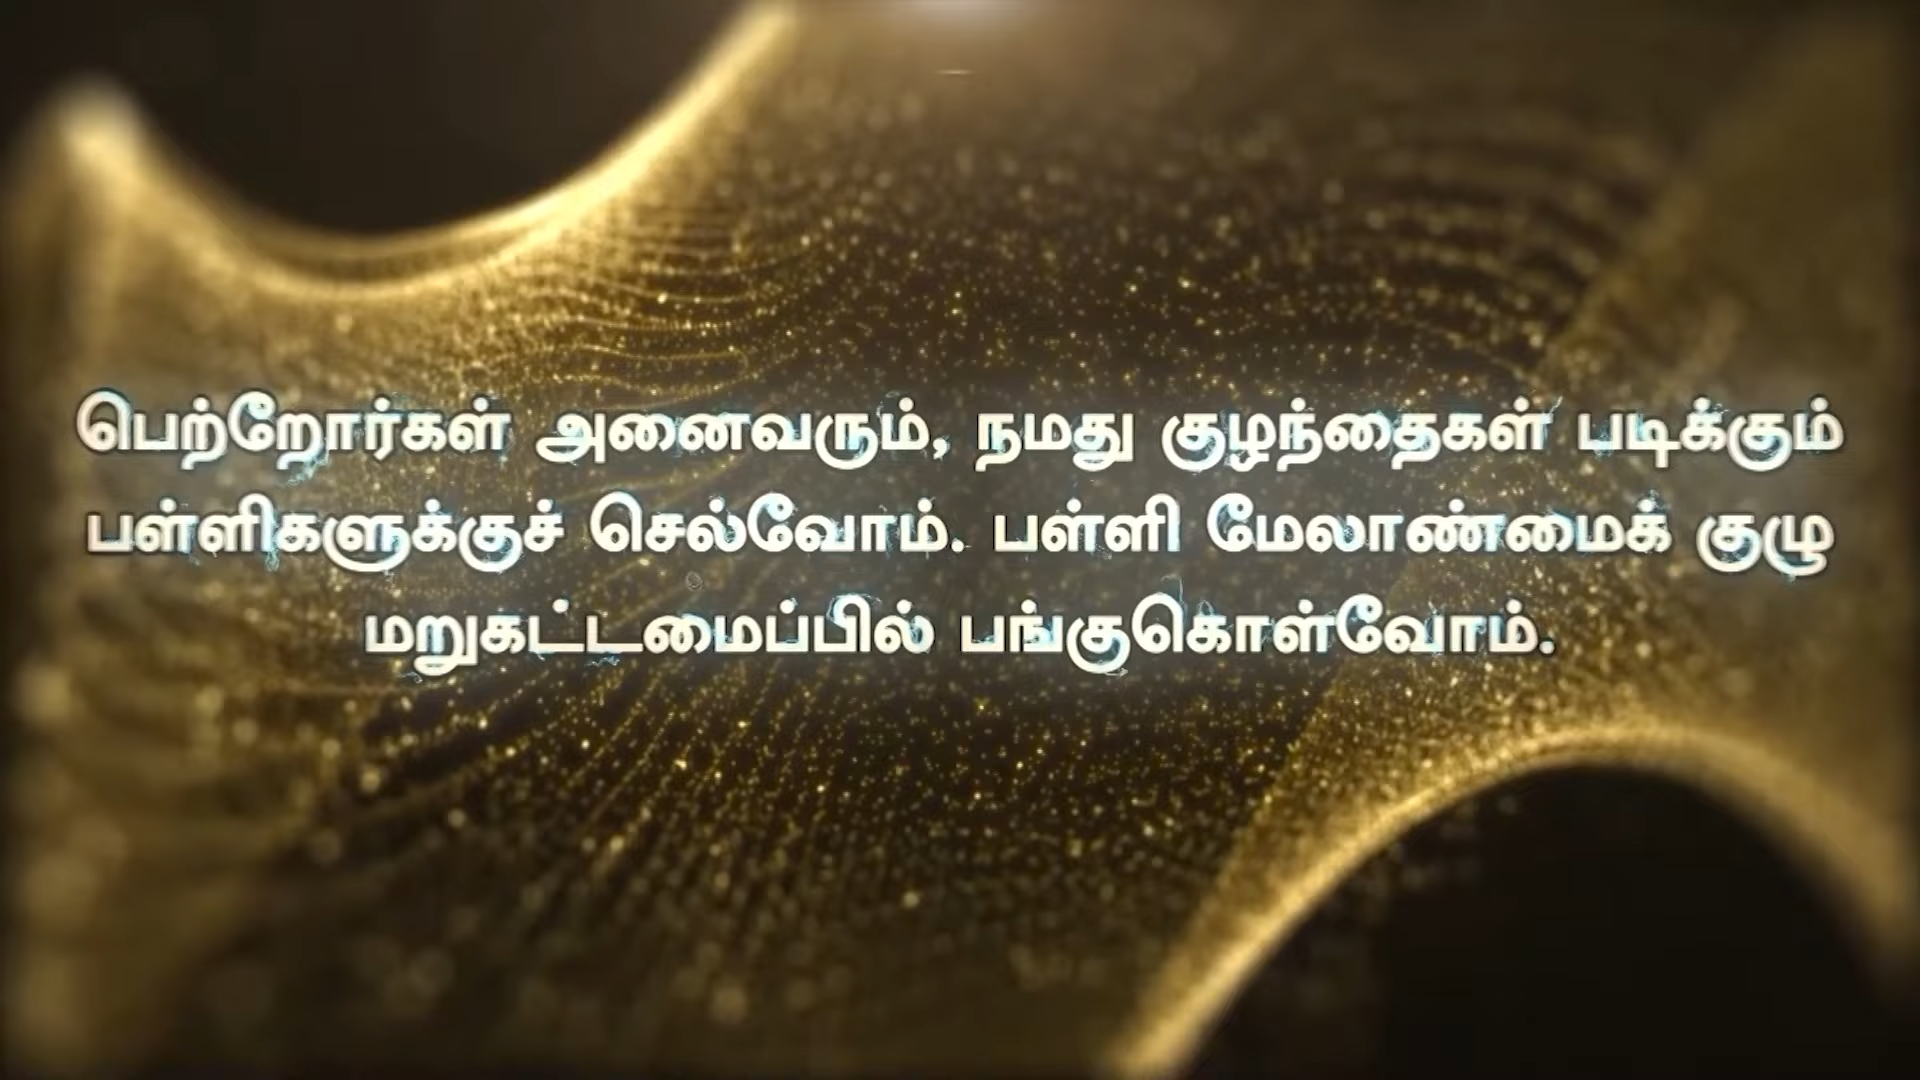 பெற்றோர்கள் அனைவரும், நமது குழந்தைகள் படிக்கும்
பள்ளிகளுக்குச் செல்வோம். பள்ளி மேலாண்மைக் குழு
மறுகட்டமைப்பில் பங்குகொள்வோம்.